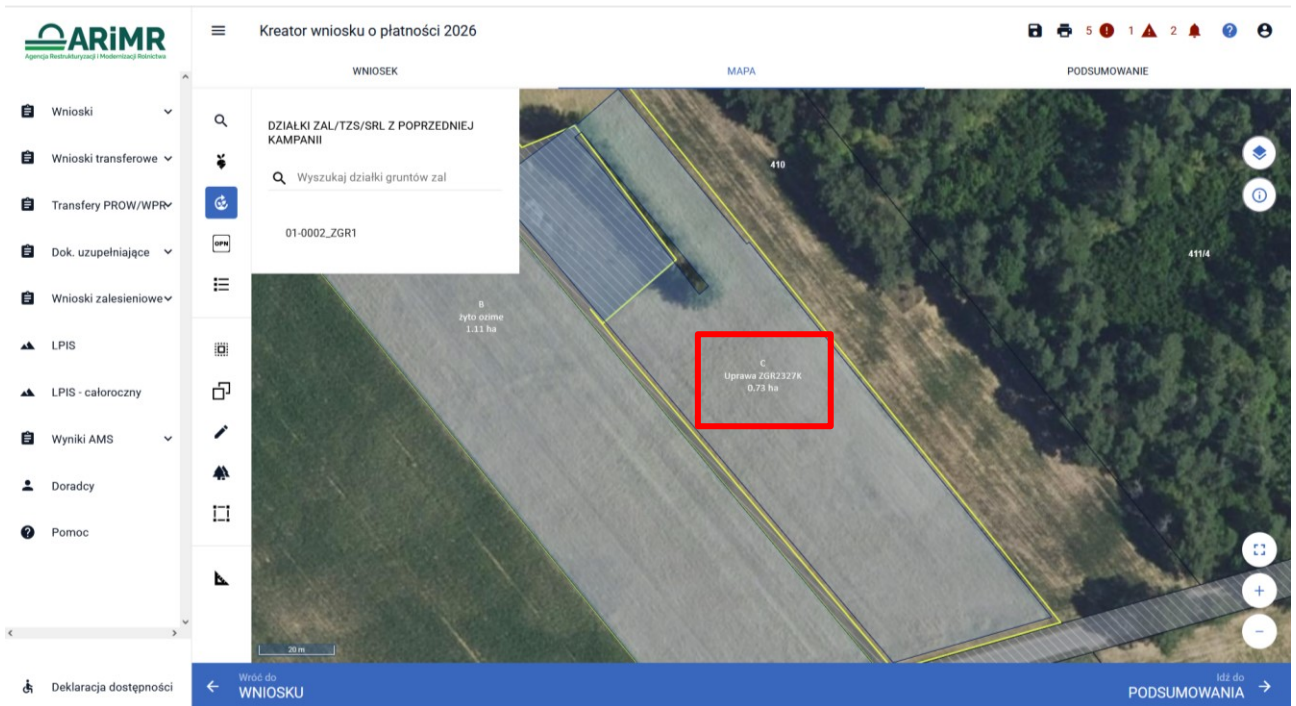 ARiMR
Agencja Restrukturyzacji i Modernizacji Rolnictwa
Kreator wniosku o płatności 2026
5
1
2
WNIOSEK
MAPA
PODSUMOWANIE
Wnioski
Wnioski transferowe
Transfery PROW/WPR
Dok. uzupełniające
Wnioski zalesieniowe
LPIS
LPIS - całoroczny
Wyniki AMS
Doradcy
Pomoc
Deklaracja dostępności
OPN
DZIAŁKI ZAL/TZS/SRL Z POPRZEDNIEJ
KAMPANII
Wyszukaj działki gruntów zal
01-0002_ZGR1
410
411/4
B
żyto ozime
1.11 ha
C
Uprawa ZGR2327K
0.73 ha
20 m
Wróć do
WNIOSKU
Idź do
PODSUMOWANIA